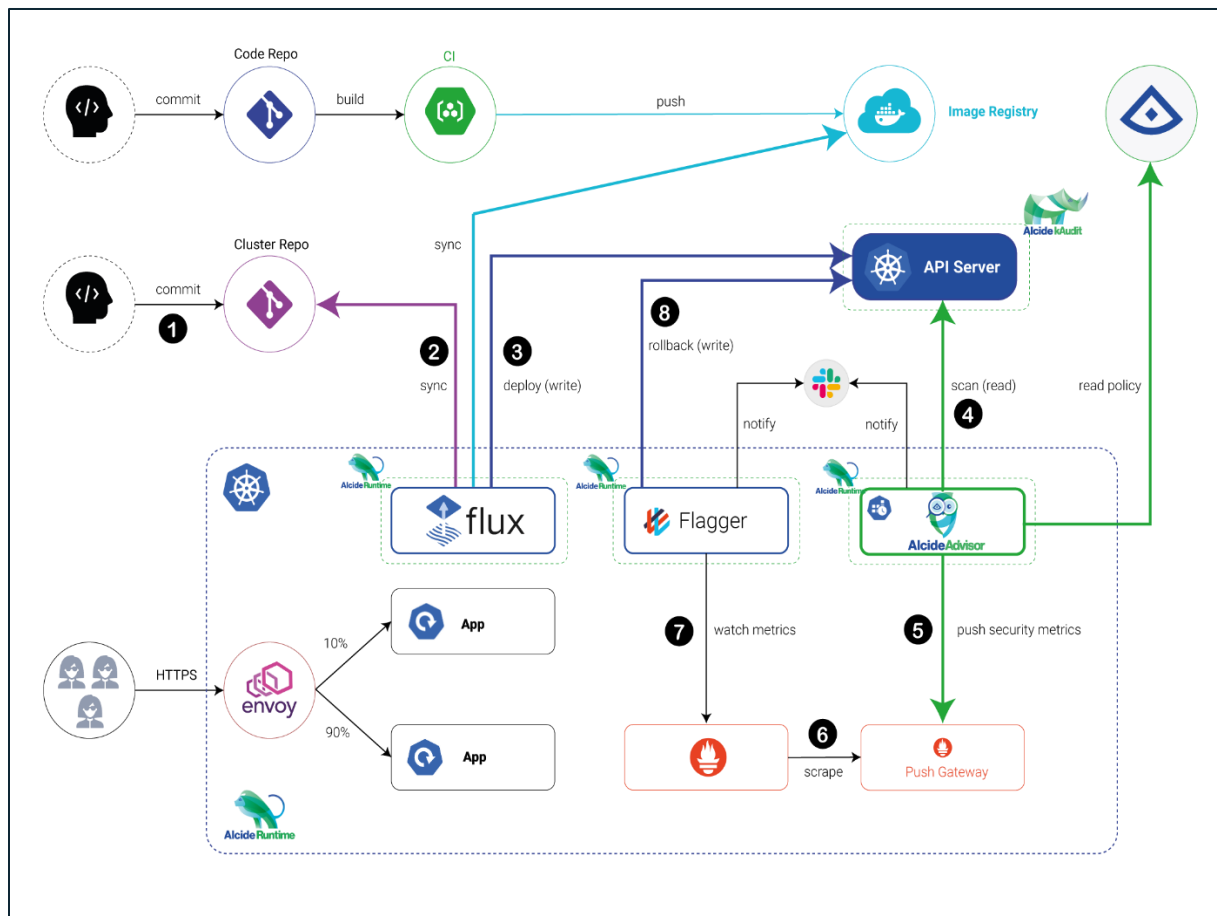 Code Repo
CI
commit
build
push
Image Registry
</>
Alcide kAudit
sync
API Server
Cluster Repo
</>
commit
1
2
sync
3
deploy (write)
8
rollback (write)
notify
notify
scan (read)
4
read policy
Alcide Runtime
flux
Alcide Runtime
Flagger
Alcide Runtime
AlcideAdvisor
10%
App
7
watch metrics
5
push security metrics
HTTPS
envoy
90%
App
6
scrape
Push Gateway
Alcide Runtime